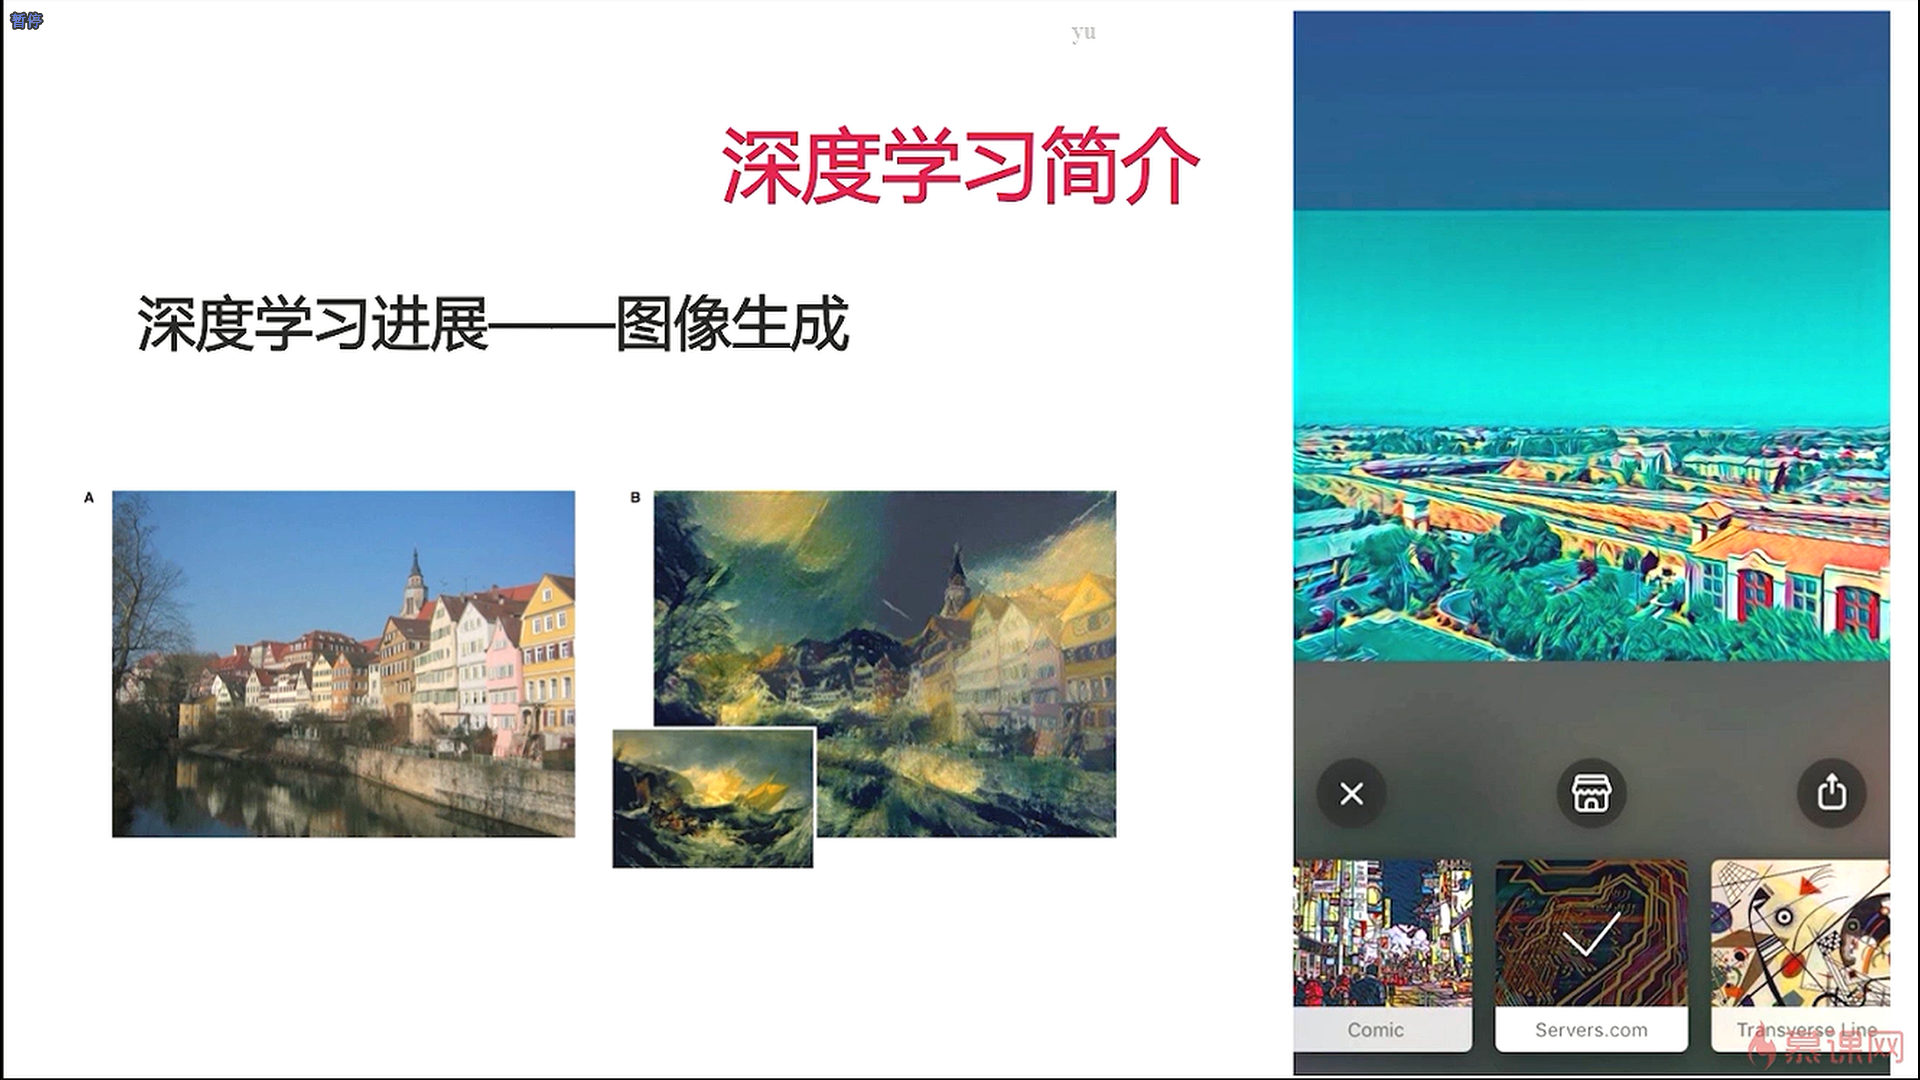 暂停
yu
深度学习简介
深度学习进展——图像生成
A
B
Comic
Servers.com
Transverse Line
慕课网